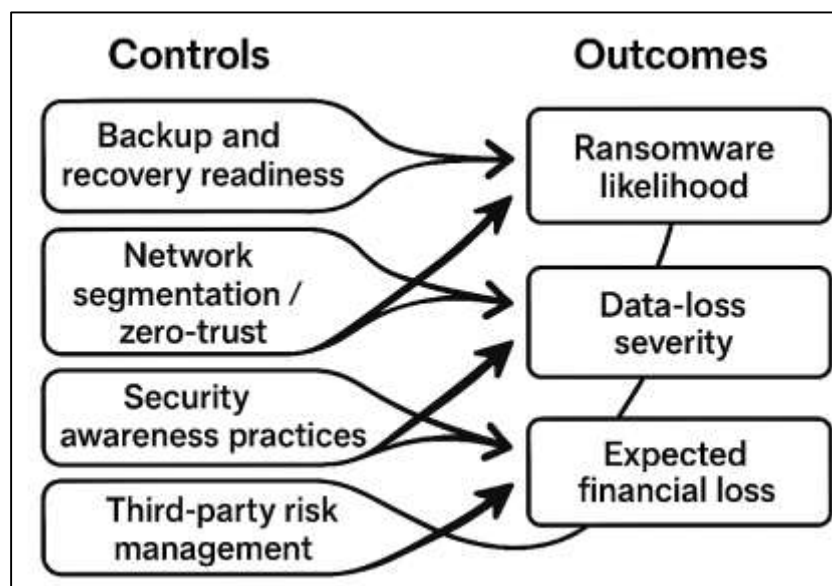 Controls
Outcomes
Backup and
recovery readiness
Network
segmentation /
zero-trust
Security
awareness practices
Third-party risk
management
Ransomware
likelihood
Data-loss
severity
Expected
financial loss